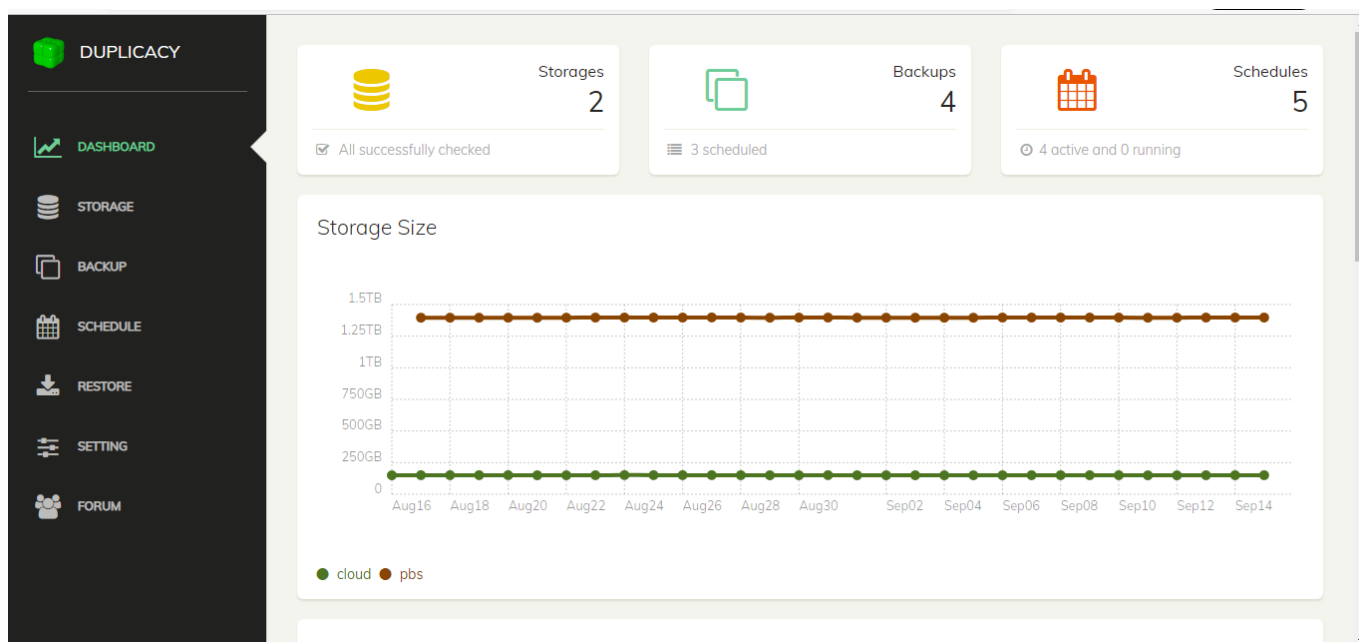 DUPLICACY
DASHBOARD
STORAGE
BACKUP
SCHEDULE
RESTORE
SETTING
FORUM
Storages
2
All successfully checked
Backups
4
3 scheduled
Schedules
5
4 active and 0 running
Storage Size
1.5TB
1.25TB
1TB
750GB
500GB
250GB
0
Aug16 Aug18 Aug20 Aug22 Aug24 Aug26 Aug28 Aug30 Sep02 Sep04 Sep06 Sep08 Sep10 Sep12 Sep14
cloud pbs